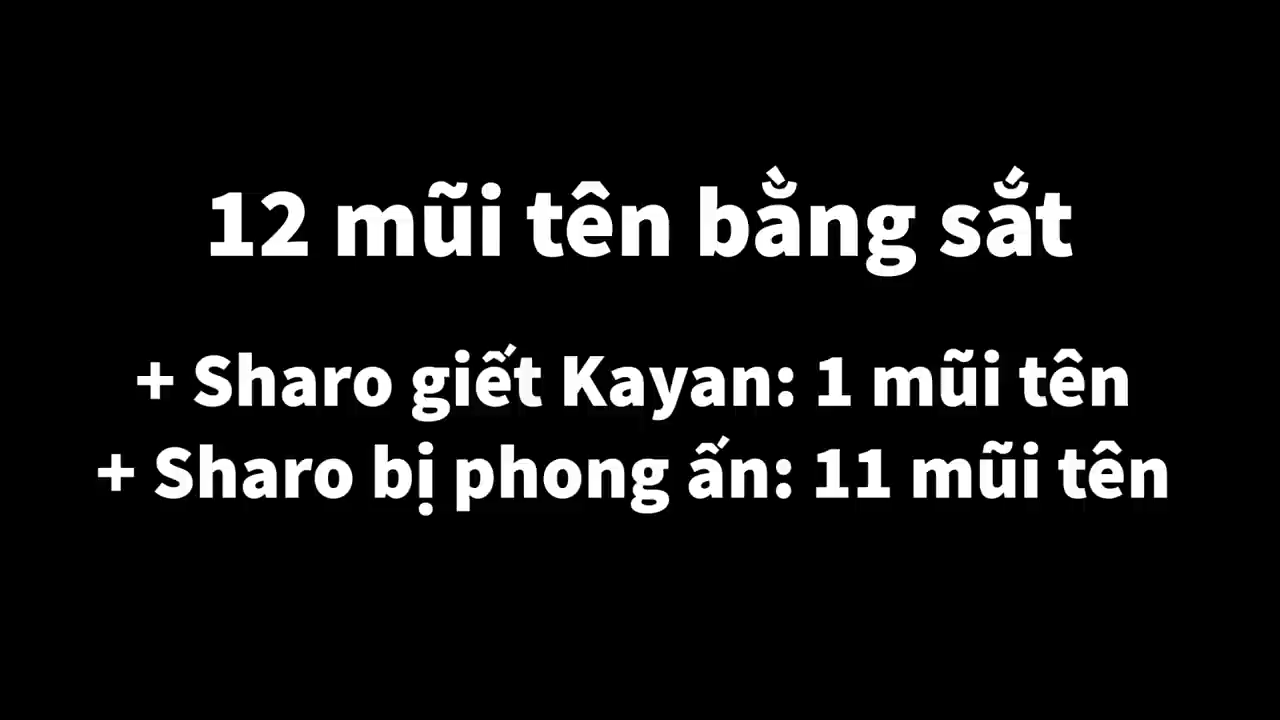 12 mũi tên bằng sắt
+ Sharo giết Kayan: 1 mũi tên
+ Sharo bị phong ấn: 11 mũi tên